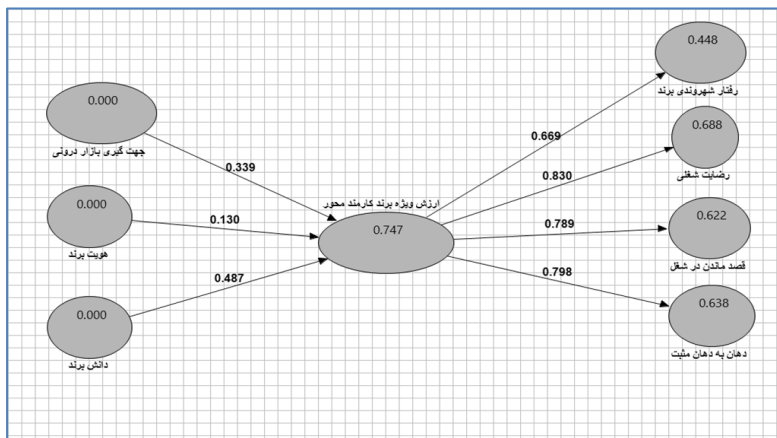 0.448
رفتار شهروندی برند
0.000
جهت گیری بازار درونی
0.669
0.688
رضایت شغلی
0.339
0.830
0.000
هویت برند
0.130
ارزش ویژه برند کارمند محور
0.747
0.789
0.622
قصد ماندن در شغل
0.487
0.798
0.000
دانش برند
0.638
دهان به دهان مثبت